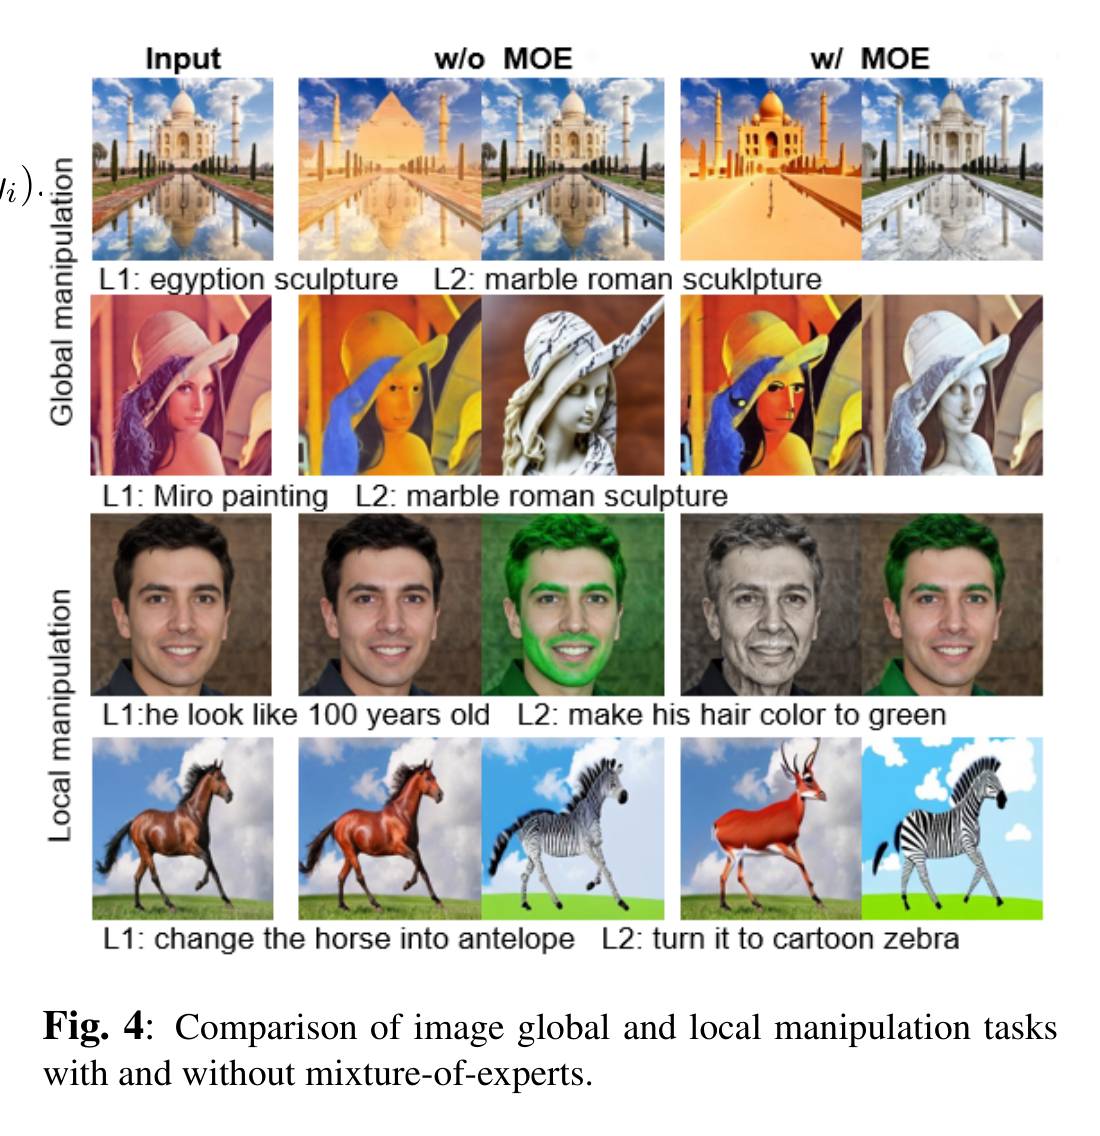 Input w/o MOE w/ MOE
i).
Global manipulation
L1: egyption sculpture L2: marble roman scuklpture
L1: Miro painting L2: marble roman sculpture
Local manipulation
L1:he look like 100 years old L2: make his hair color to green
L1: change the horse into antelope L2: turn it to cartoon zebra
Fig. 4: Comparison of image global and local manipulation tasks
with and without mixture-of-experts.